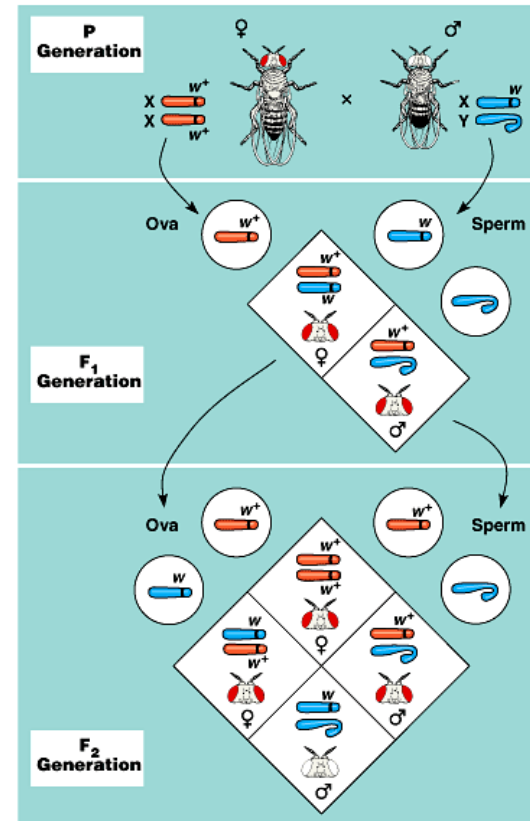 P
Generation
♀
♂
w+
X
X
w+
×
w
X
Y
Ova
w+
w
Sperm
w+
w
♀
w+
♂
F1
Generation
Ova
w+
w+
Sperm
w
w+
w+
♀
w
w+
♀
w+
♂
w
♂
F2
Generation